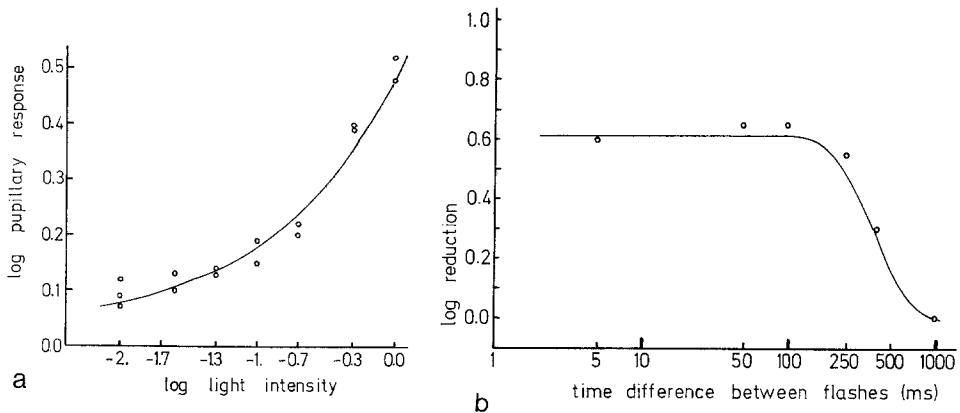 log pupillary response
0.5
0.4
0.3
0.2
0.1
0.0
-2. -1.7 -1.3 -1. -0.7 -0.3 0.0
log light intensity
a
log reduction
1.0
0.8
0.6
0.4
0.2
0.0
1 5 10 50 100 250 500 1000
time difference between flashes (ms)
b